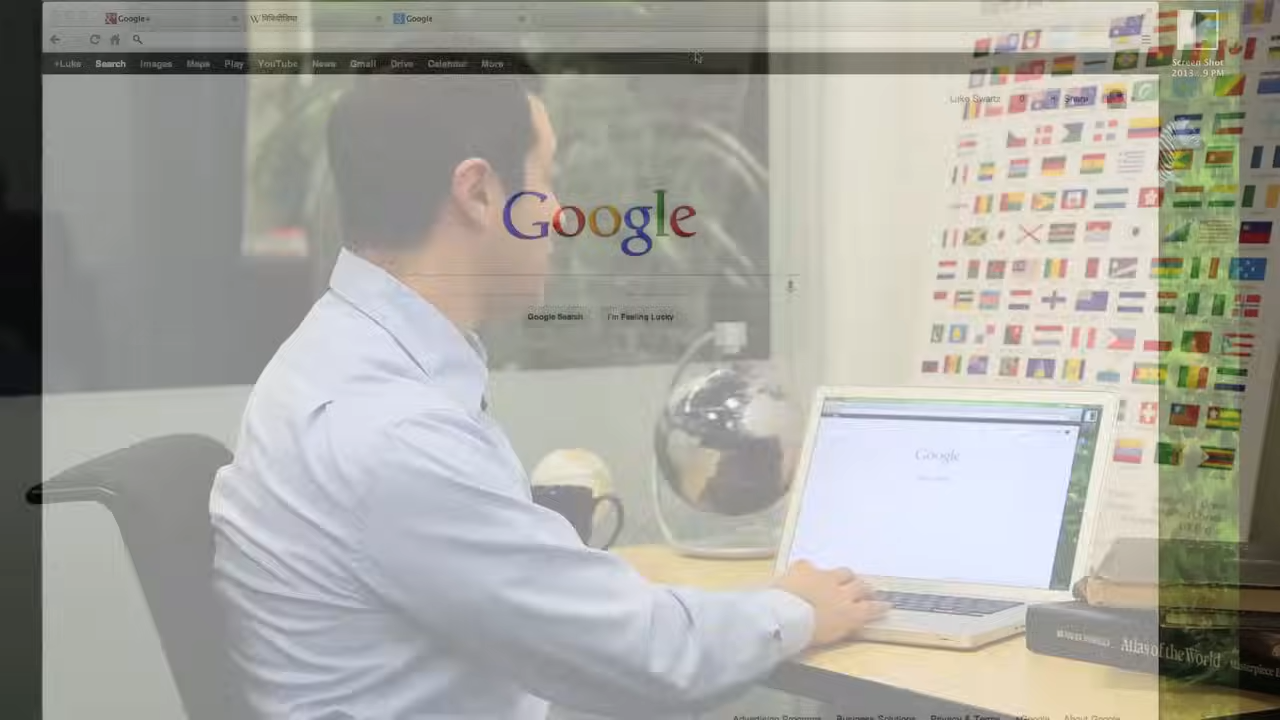 Google+ विकिपीडिया Google
+Luke Search Images Maps Play YouTube News Gmail Drive Calendar More
Screen Shot
2013...9 PM
Luke Swartz 0 + Share
Google
Google Search I'm Feeling Lucky
Google
Atlas of the World
Masterpiece
Advertising Programs Business Solutions Privacy & Terms +Google About Google